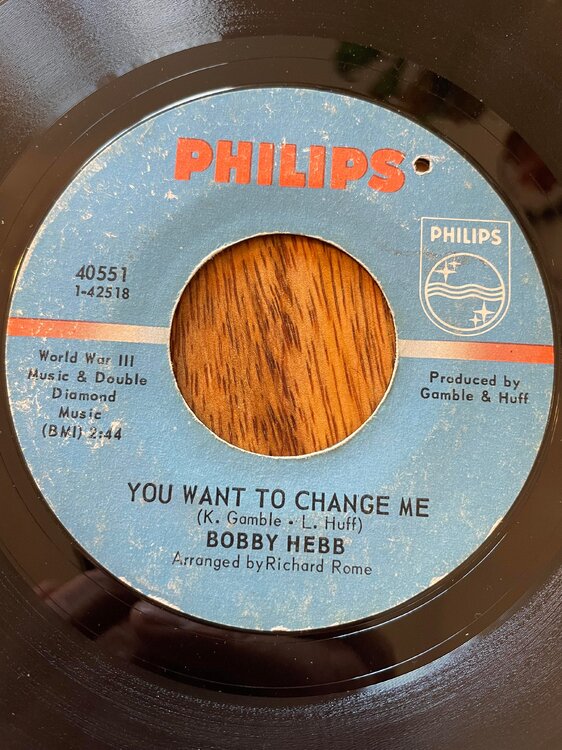 PHILIPS
PHILIPS
40551
1-42518
World War III
Music & Double
Diamond
Music
(BMI) 2:44
Produced by
Gamble & Huff
YOU WANT TO CHANGE ME
(K. Gamble • L. Huff)
BOBBY HEBB
Arranged by Richard Rome